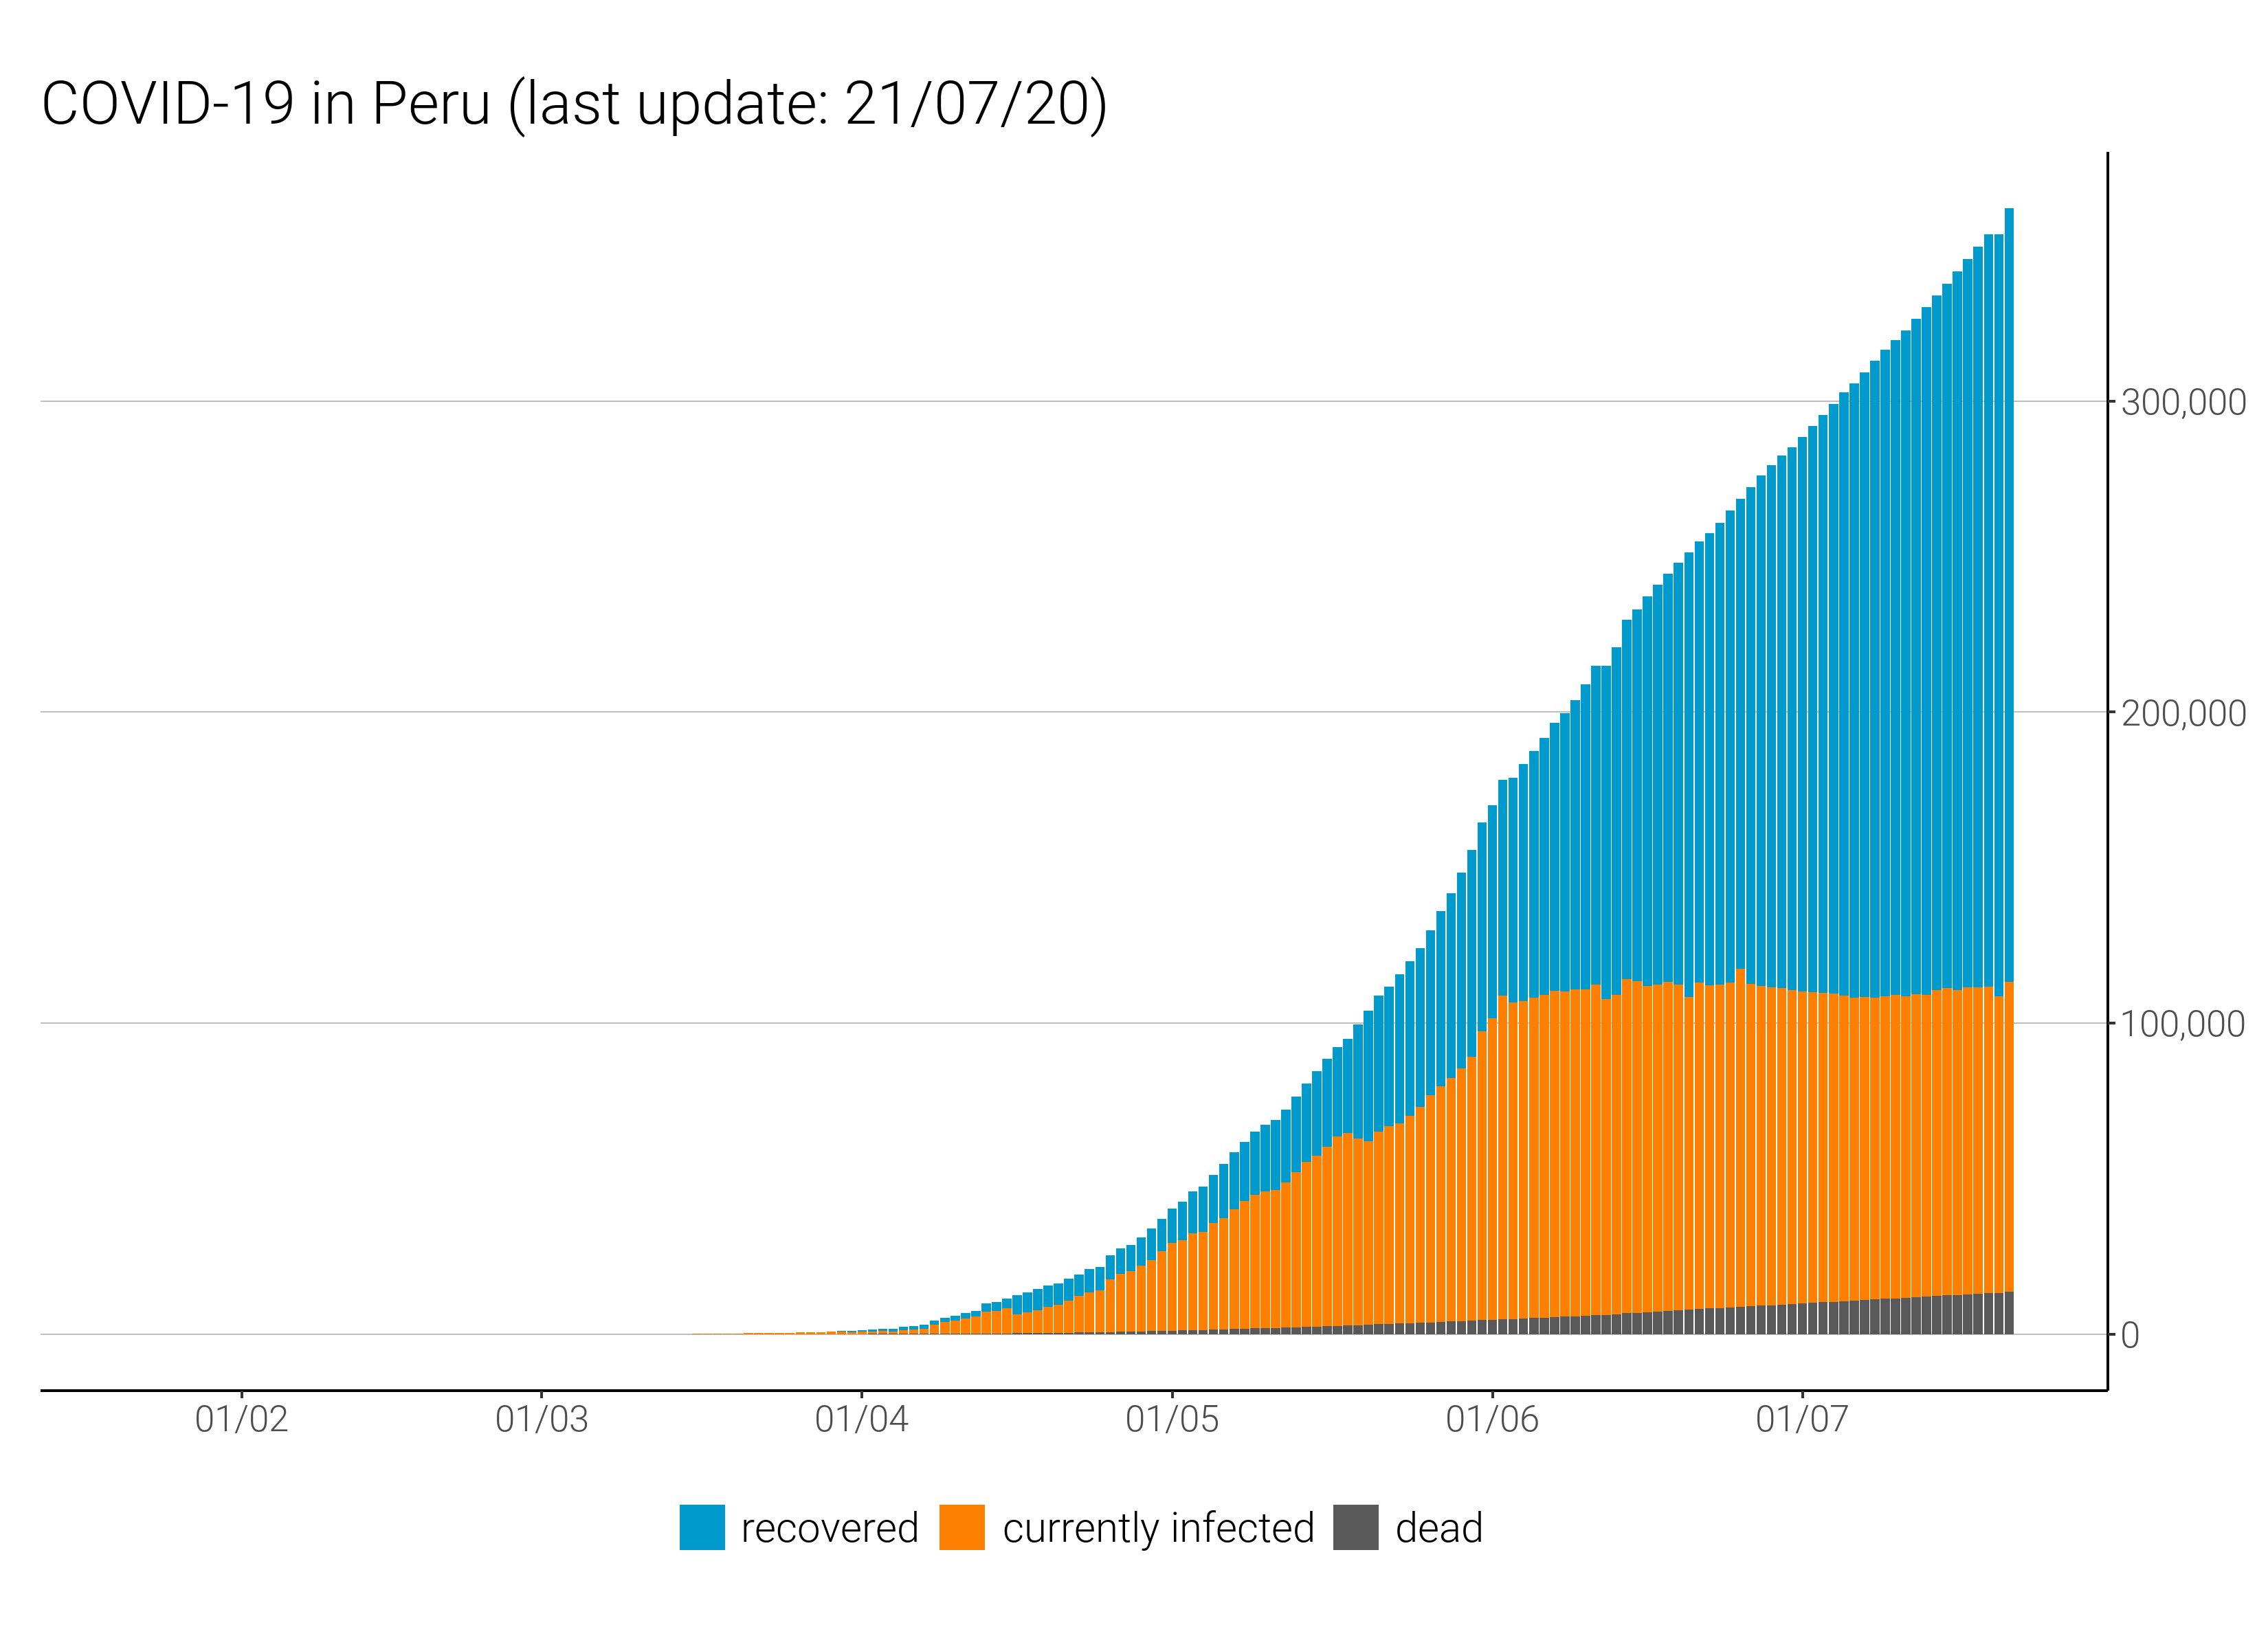 COVID-19 in Peru (last update: 21/07/20)
300,000
200,000
100,000
0
01/02 01/03 01/04 01/05 01/06 01/07
recovered currently infected dead